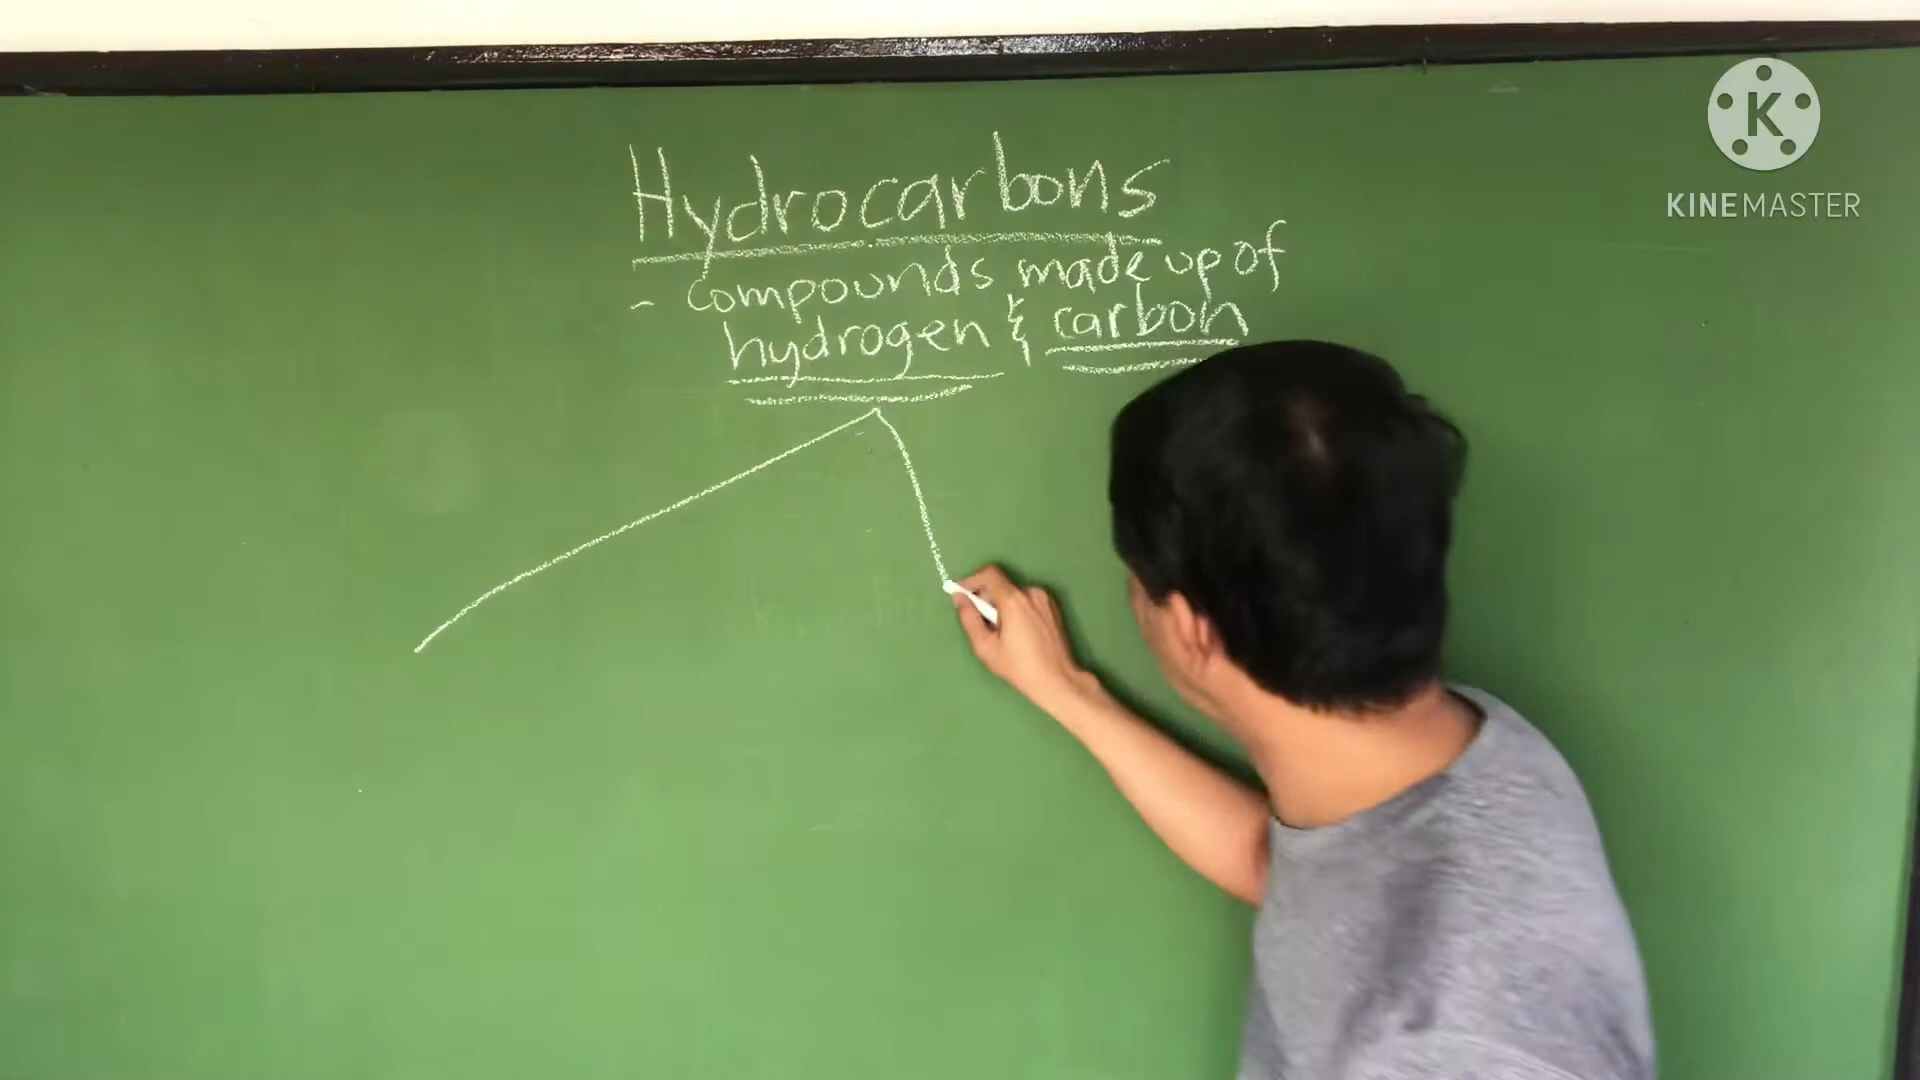 Hydrocarbons
- compounds made up of
hydrogen & carbon
K
KINEMASTER